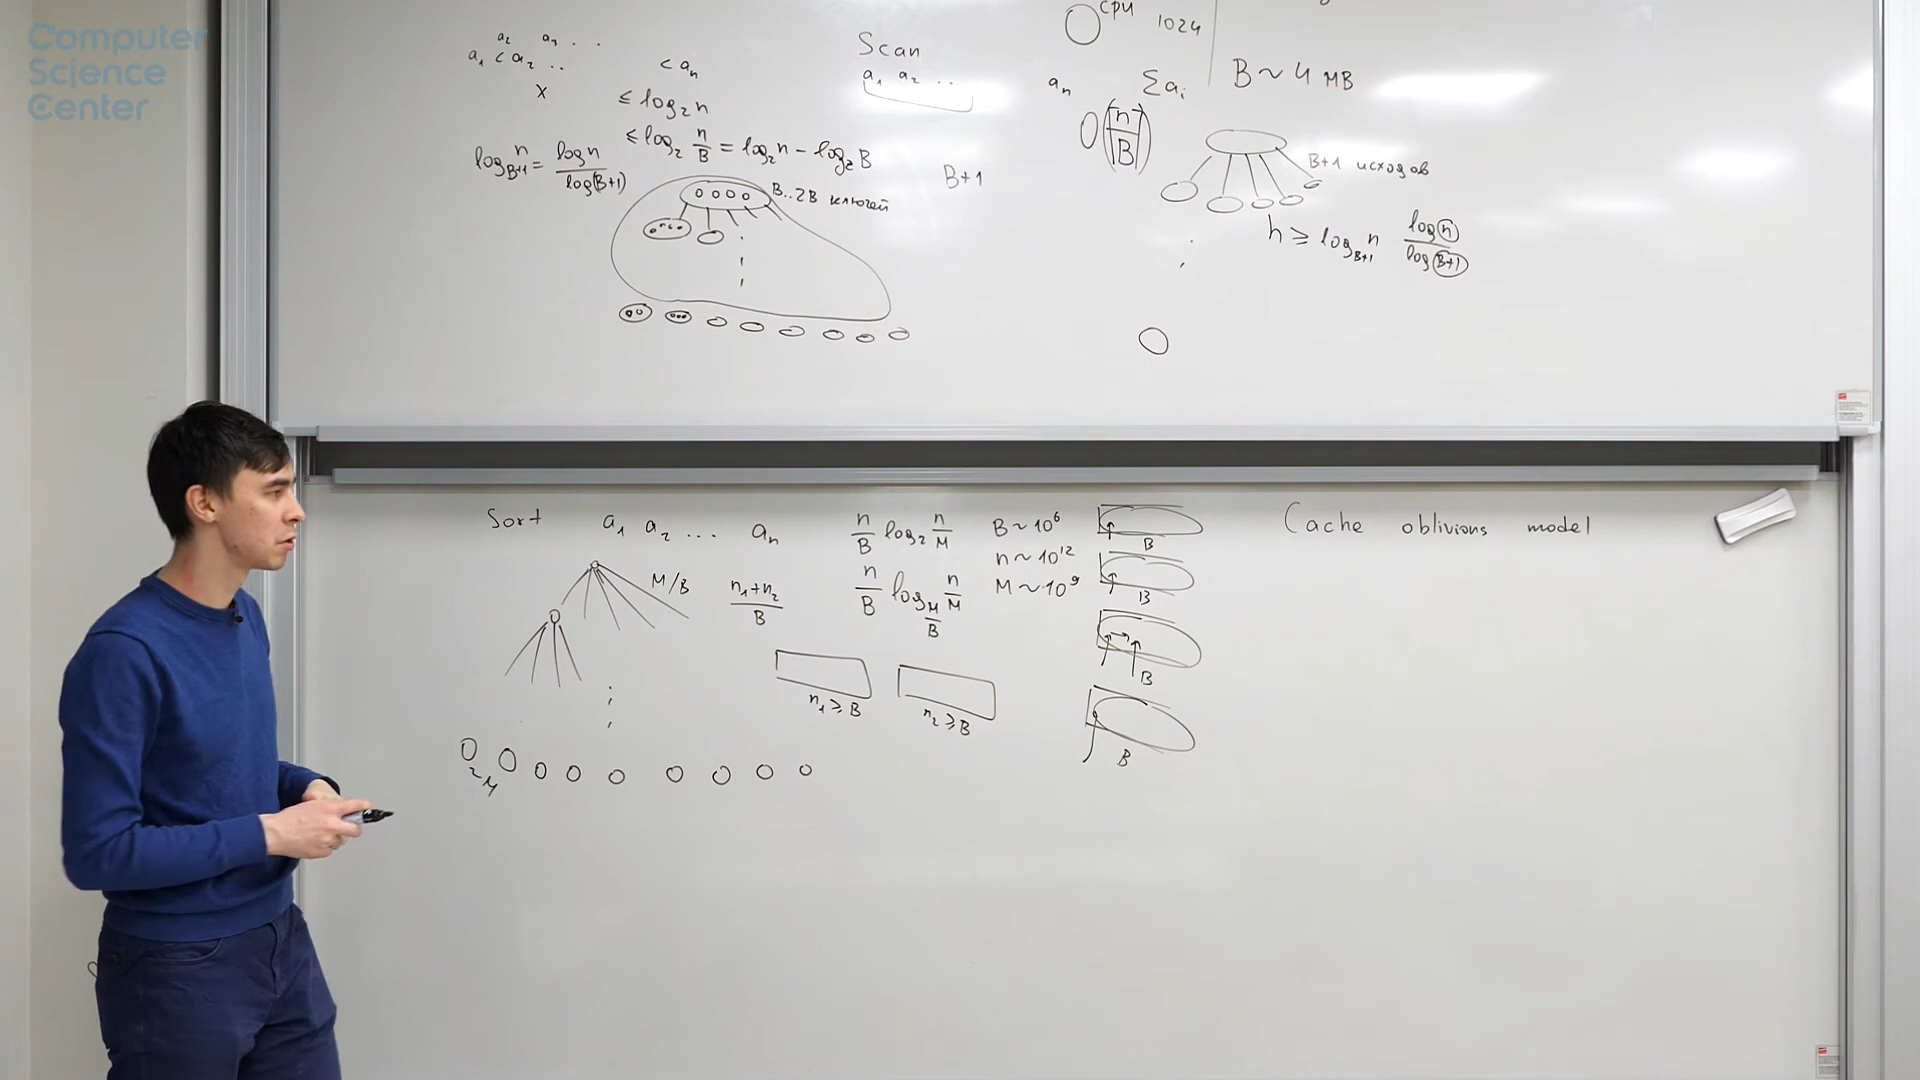 Computer
Science
Center
a₂ a₃ . . .
a₁ < a₂ .. < aₙ
x
≤ log₂ n
≤ log₂ n/B = log₂ n − log₂ B
log_{B+1} n = log n / log(B+1)
B..2B ключей
B+1
Scan
a₁ a₂ .. aₙ
Σaᵢ
O(⌈n/B⌉)
CPU 1024
B ~ 4 MB
B+1 исходов
h ≥ log_{B+1} n log(n) / log(B+1)
Sort a₁ a₂ ... aₙ
M/B
n₁+n₂ / B
n/B log₂ n/M
n/B log_{M/B} n/M
B ~ 10⁶
n ~ 10¹²
M ~ 10⁹
n₁ ≥ B
n₂ ≥ B
B
B
B
B
Cache oblivions model